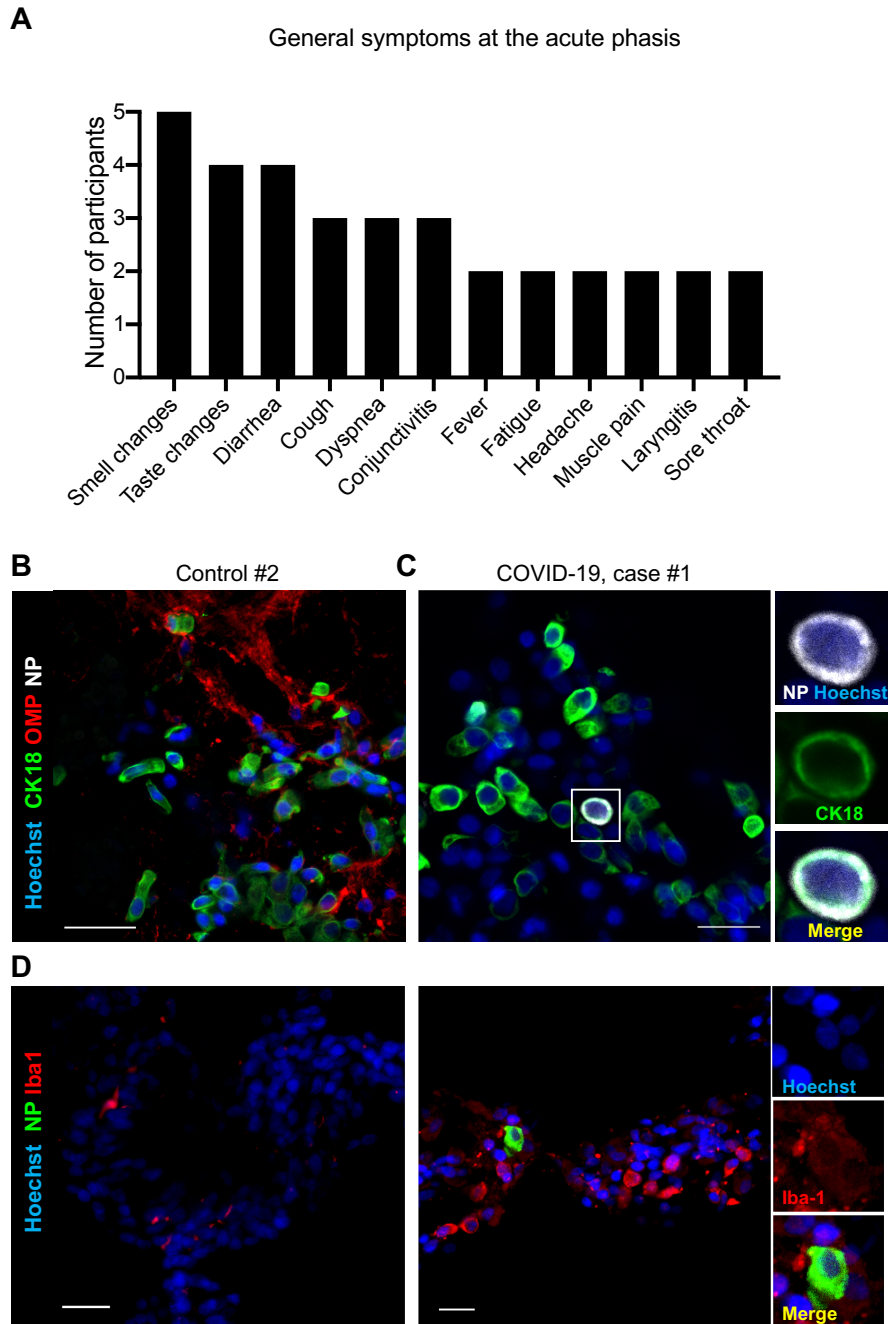 A
General symptoms at the acute phasis
Number of participants
5
4
3
2
1
0
Smell changes
Taste changes
Diarrhea
Cough
Dyspnea
Conjunctivitis
Fever
Fatigue
Headache
Muscle pain
Laryngitis
Sore throat
B
Control #2
C
COVID-19, case #1
Hoechst CK18 OMP NP
NP Hoechst
CK18
Merge
D
Hoechst NP Iba1
Hoechst
Iba-1
Merge